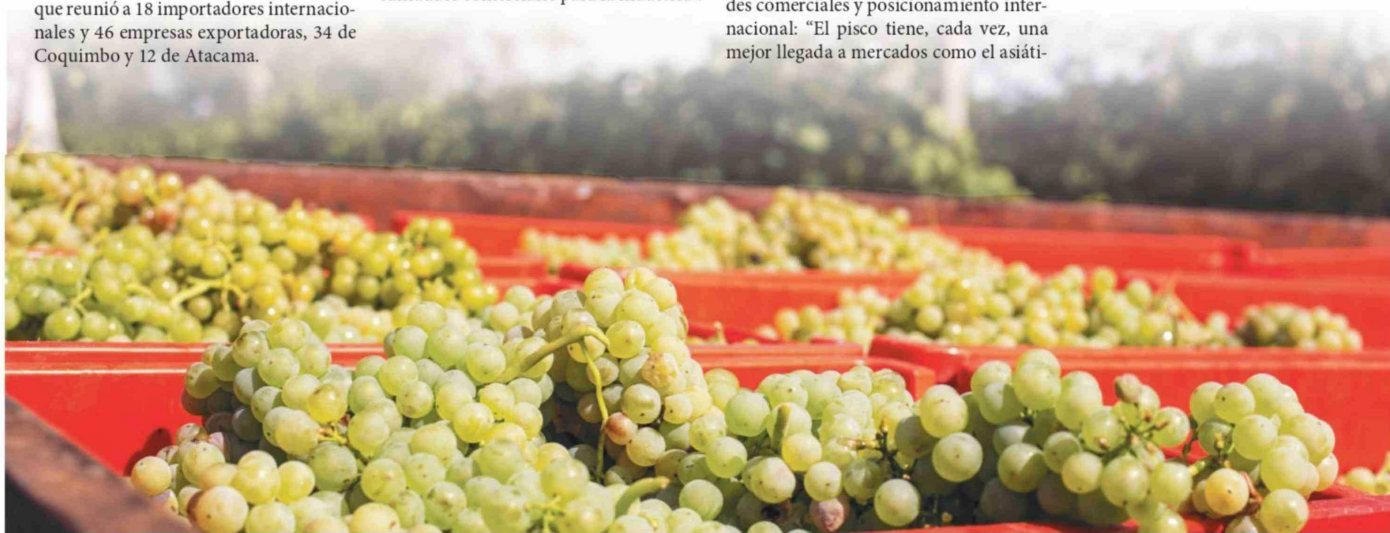 que reunió a 18 importadores internacio-
nales y 46 empresas exportadoras, 34 de
Coquimbo y 12 de Atacama.
des comerciales y posicionamiento inter-
nacional: “El pisco tiene, cada vez, una
mejor llegada a mercados como el asiáti-